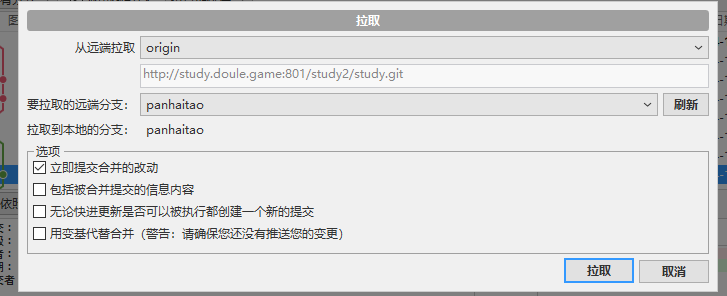 拉取
从远端拉取 origin
http://study.doule.game:801/study2/study.git
要拉取的远端分支： panhaitao 刷新
拉取到本地的分支： panhaitao
选项
立即提交合并的改动
包括被合并提交的信息内容
无论快进更新是否可以被执行都创建一个新的提交
用变基代替合并（警告：请确保您还没有推送您的变更）
拉取 取消